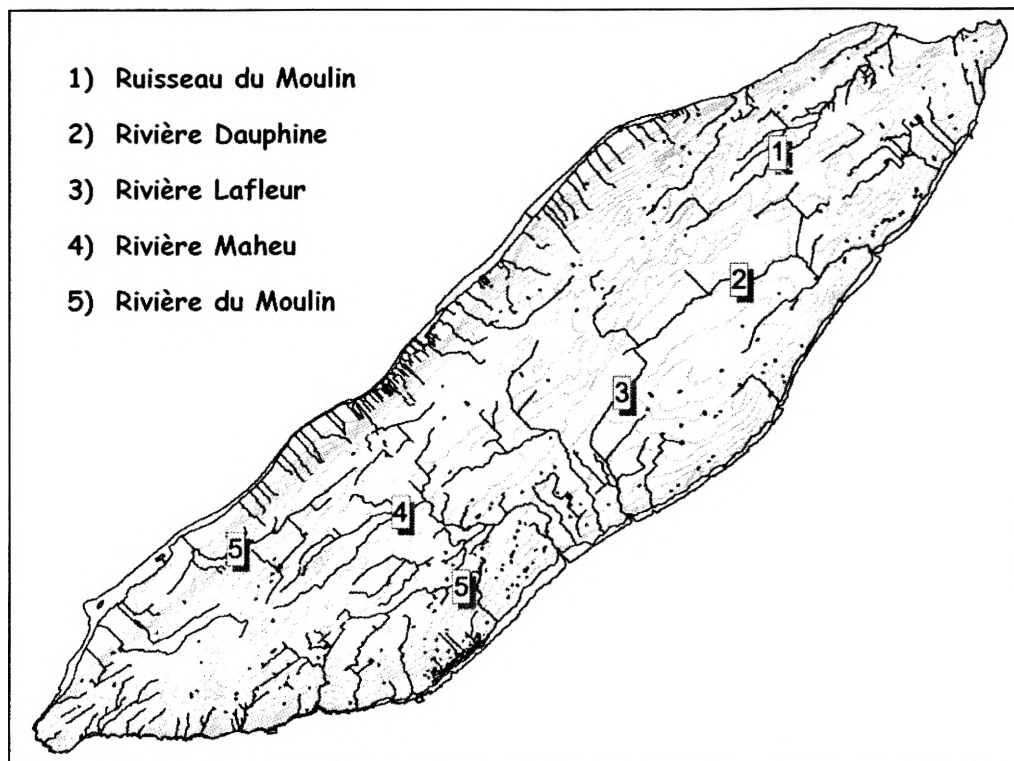 1) Ruisseau du Moulin
2) Rivière Dauphine
3) Rivière Lafleur
4) Rivière Maheu
5) Rivière du Moulin
1
2
3
4
5
5